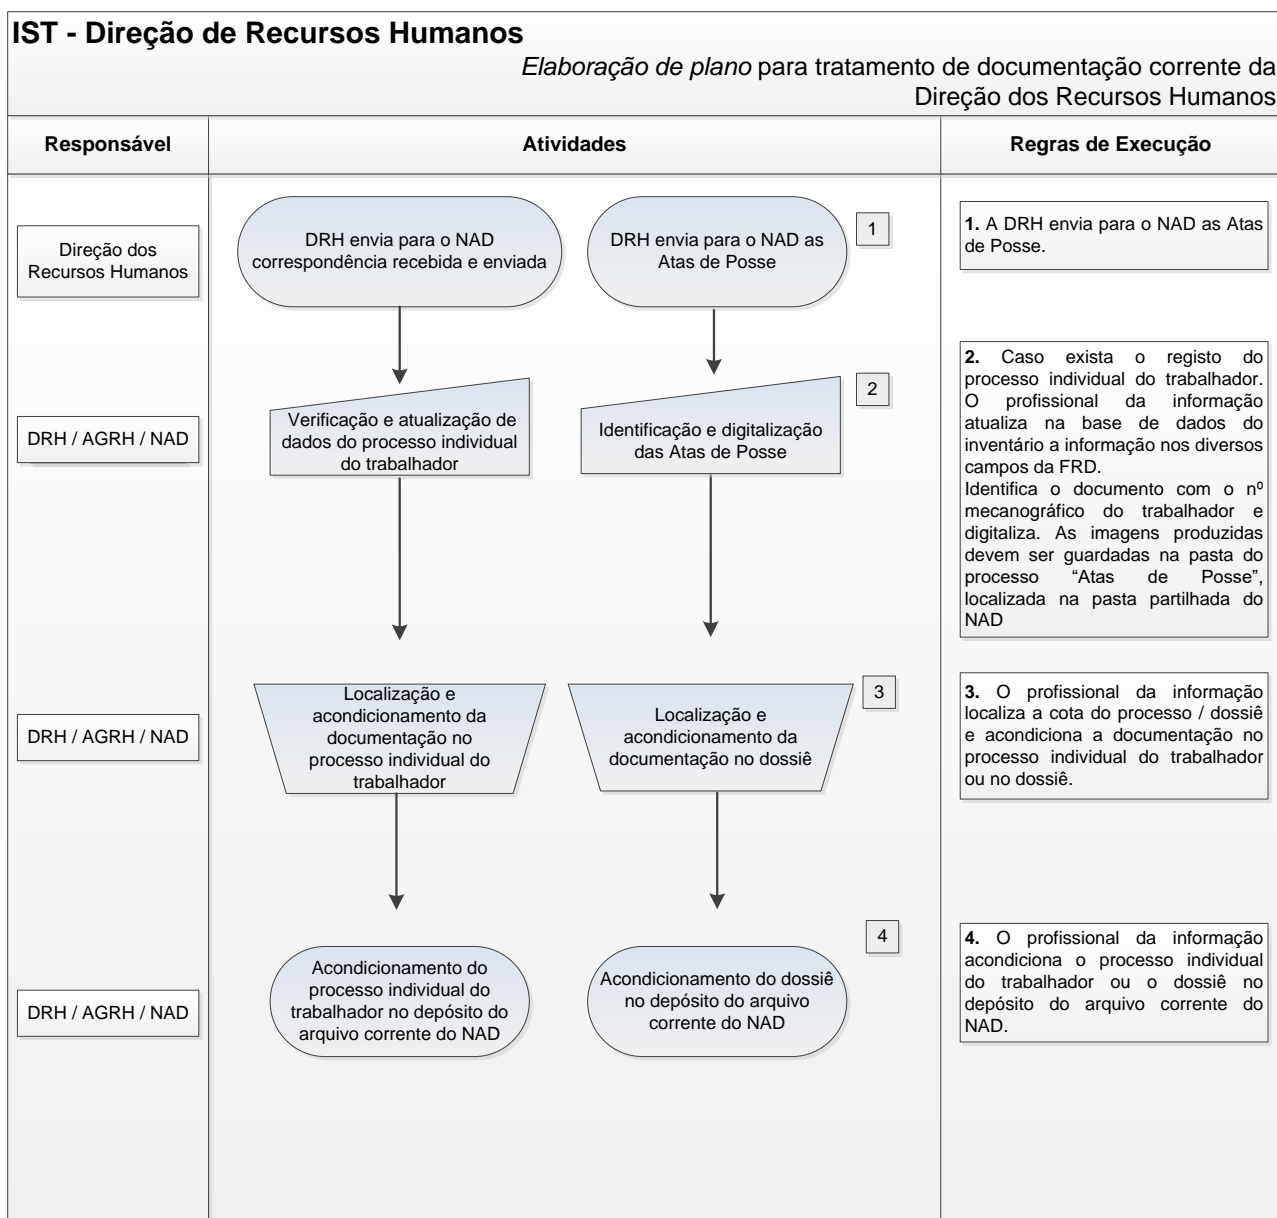 IST - Direção de Recursos Humanos
Elaboração de plano para tratamento de documentação corrente da
Direção dos Recursos Humanos
Responsável
Atividades
Regras de Execução
Direção dos
Recursos Humanos
DRH envia para o NAD
correspondência recebida e enviada
DRH envia para o NAD as
Atas de Posse
1
1. A DRH envia para o NAD as Atas
de Posse.
DRH / AGRH / NAD
Verificação e atualização de
dados do processo individual
do trabalhador
Identificação e digitalização
das Atas de Posse
2
2. Caso exista o registo do
processo individual do trabalhador.
O profissional da informação
atualiza na base de dados do
inventário a informação nos diversos
campos da FRD.
Identifica o documento com o nº
mecanográfico do trabalhador e
digitaliza. As imagens produzidas
devem ser guardadas na pasta do
processo “Atas de Posse”,
localizada na pasta partilhada do
NAD
DRH / AGRH / NAD
Localização e
acondicionamento da
documentação no
processo individual do
trabalhador
Localização e
acondicionamento da
documentação no dossiê
3
3. O profissional da informação
localiza a cota do processo / dossiê
e acondiciona a documentação no
processo individual do trabalhador
ou no dossiê.
DRH / AGRH / NAD
Acondicionamento do
processo individual do
trabalhador no depósito do
arquivo corrente do NAD
Acondicionamento do dossiê
no depósito do arquivo
corrente do NAD
4
4. O profissional da informação
acondiciona o processo individual
do trabalhador ou o dossiê no
depósito do arquivo corrente do
NAD.